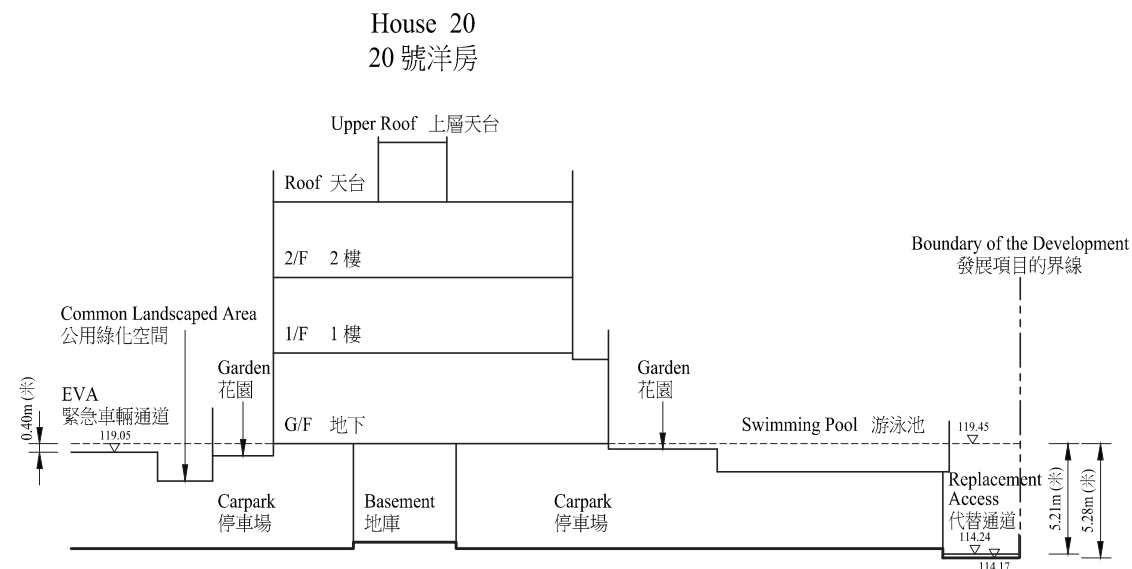 House 20
20 號洋房
Upper Roof 上層天台
Roof 天台
2/F 2 樓
Boundary of the Development
發展項目的界線
Common Landscaped Area
公用綠化空間
1/F 1 樓
Garden
花園
Garden
花園
0.40m (米)
EVA
緊急車輛通道
119.05
G/F 地下
Swimming Pool 游泳池
119.45
Carpark
停車場
Basement
地庫
Carpark
停車場
Replacement
Access
代替通道
114.24
114.17
5.21m (米)
5.28m (米)